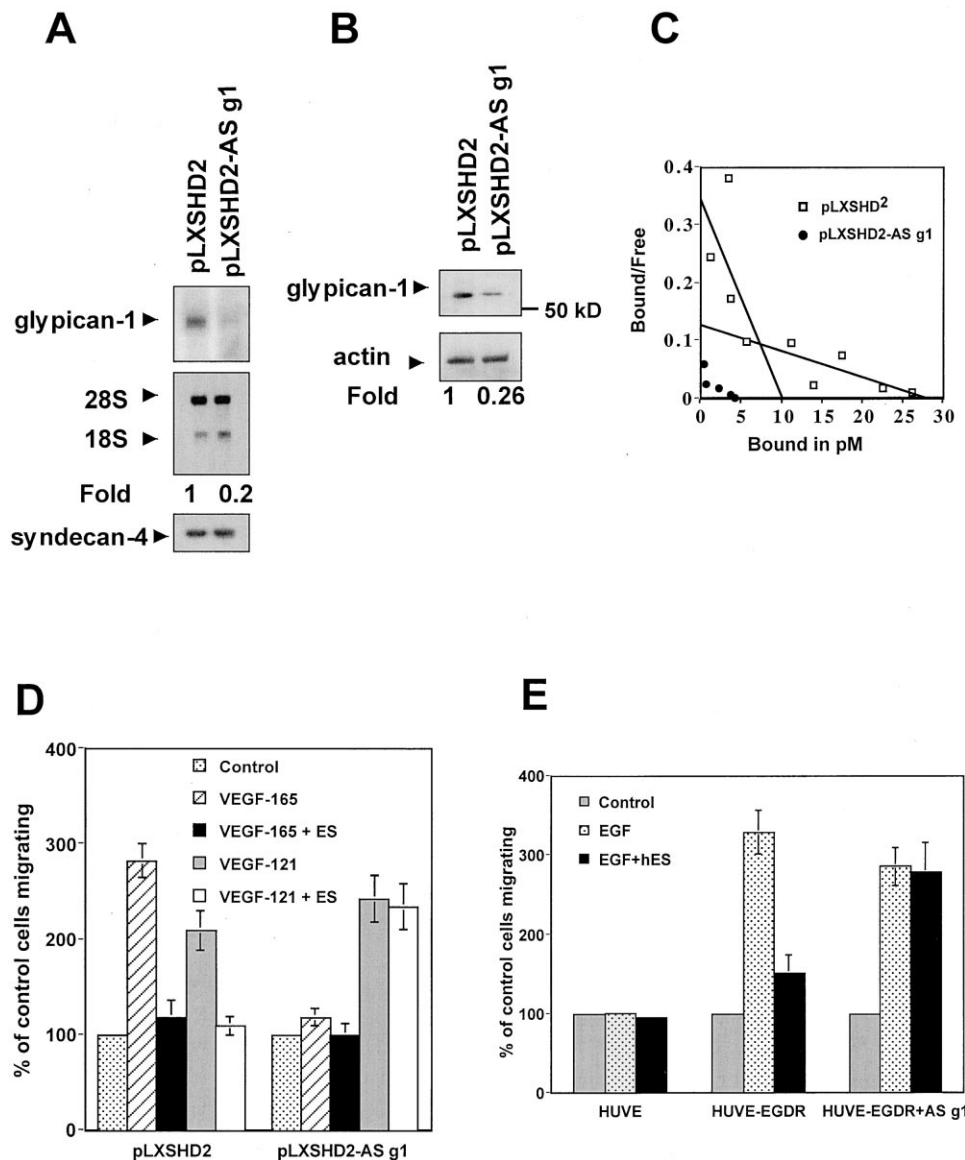 A
pLXSHD2
pLXSHD2-AS g1
glypican-1
28S
18S
Fold 1 0.2
syndecan-4
B
pLXSHD2
pLXSHD2-AS g1
glypican-1
50 kD
actin
Fold 1 0.26
C
Bound/Free
0.4
0.3
0.2
0.1
0
pLXSHD2
pLXSHD2-AS g1
0 5 10 15 20 25 30
Bound in pM
D
% of control cells migrating
400
300
200
100
0
Control
VEGF-165
VEGF-165 + ES
VEGF-121
VEGF-121 + ES
pLXSHD2 pLXSHD2-AS g1
E
% of control cells migrating
400
300
200
100
0
Control
EGF
EGF+hES
HUVE HUVE-EGDR HUVE-EGDR+AS g1